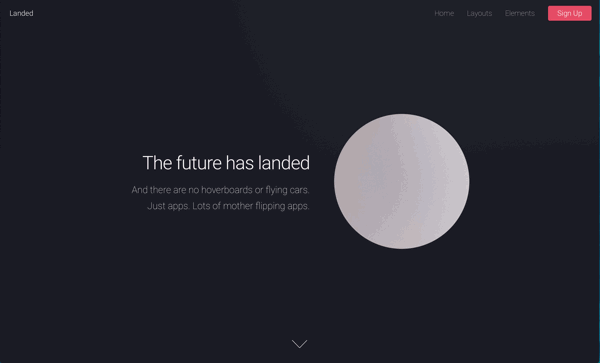 Landed
Home Layouts Elements Sign Up
The future has landed
And there are no hoverboards or flying cars.
Just apps. Lots of mother flipping apps.